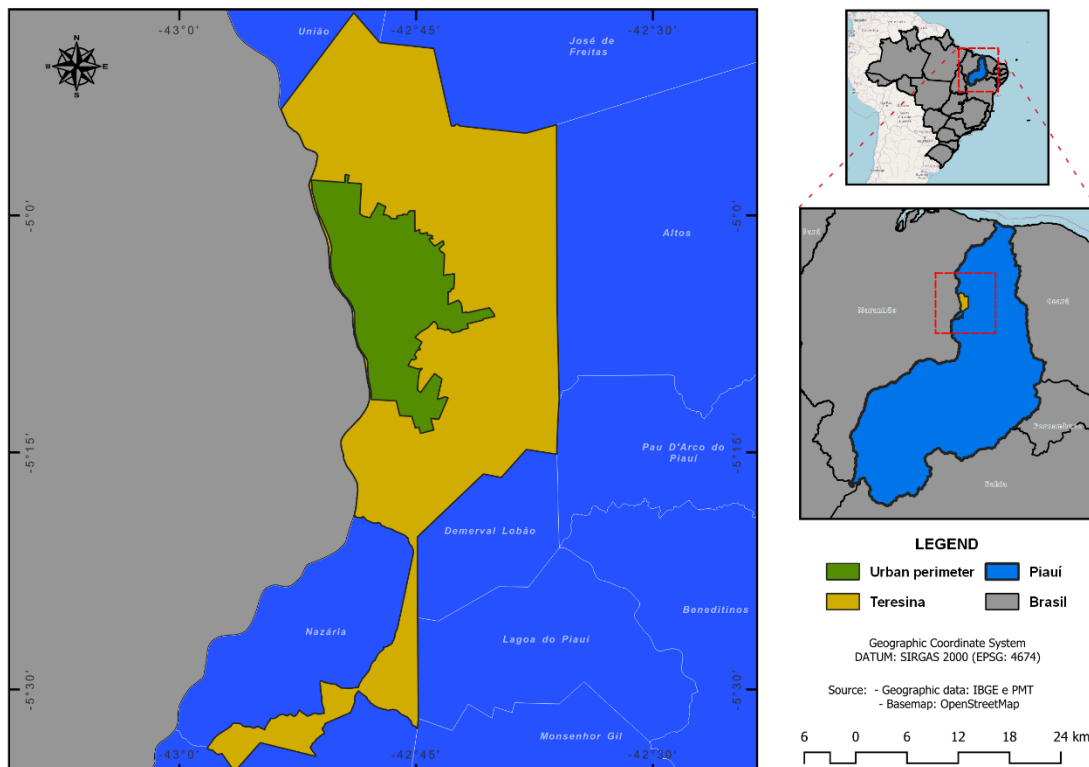 -43°0' -42°45' -42°30'
União
José de
Freitas
N
W E
S
-5°0' -5°0'
Altos
-5°15' -5°15'
Pau D'Arco do
Piauí
Demerval Lobão
Nazária
Lagoa do Piauí
Beneditinos
-5°30' -5°30'
Monsenhor Gil
-43°0' -42°45' -42°30'
Pará
Maranhão
Ceará
Pernambuco
Bahia
LEGEND
Urban perimeter Piauí
Teresina Brasil
Geographic Coordinate System
DATUM: SIRGAS 2000 (EPSG: 4674)
Source: - Geographic data: IBGE e PMT
- Basemap: OpenStreetMap
6 0 6 12 18 24 km